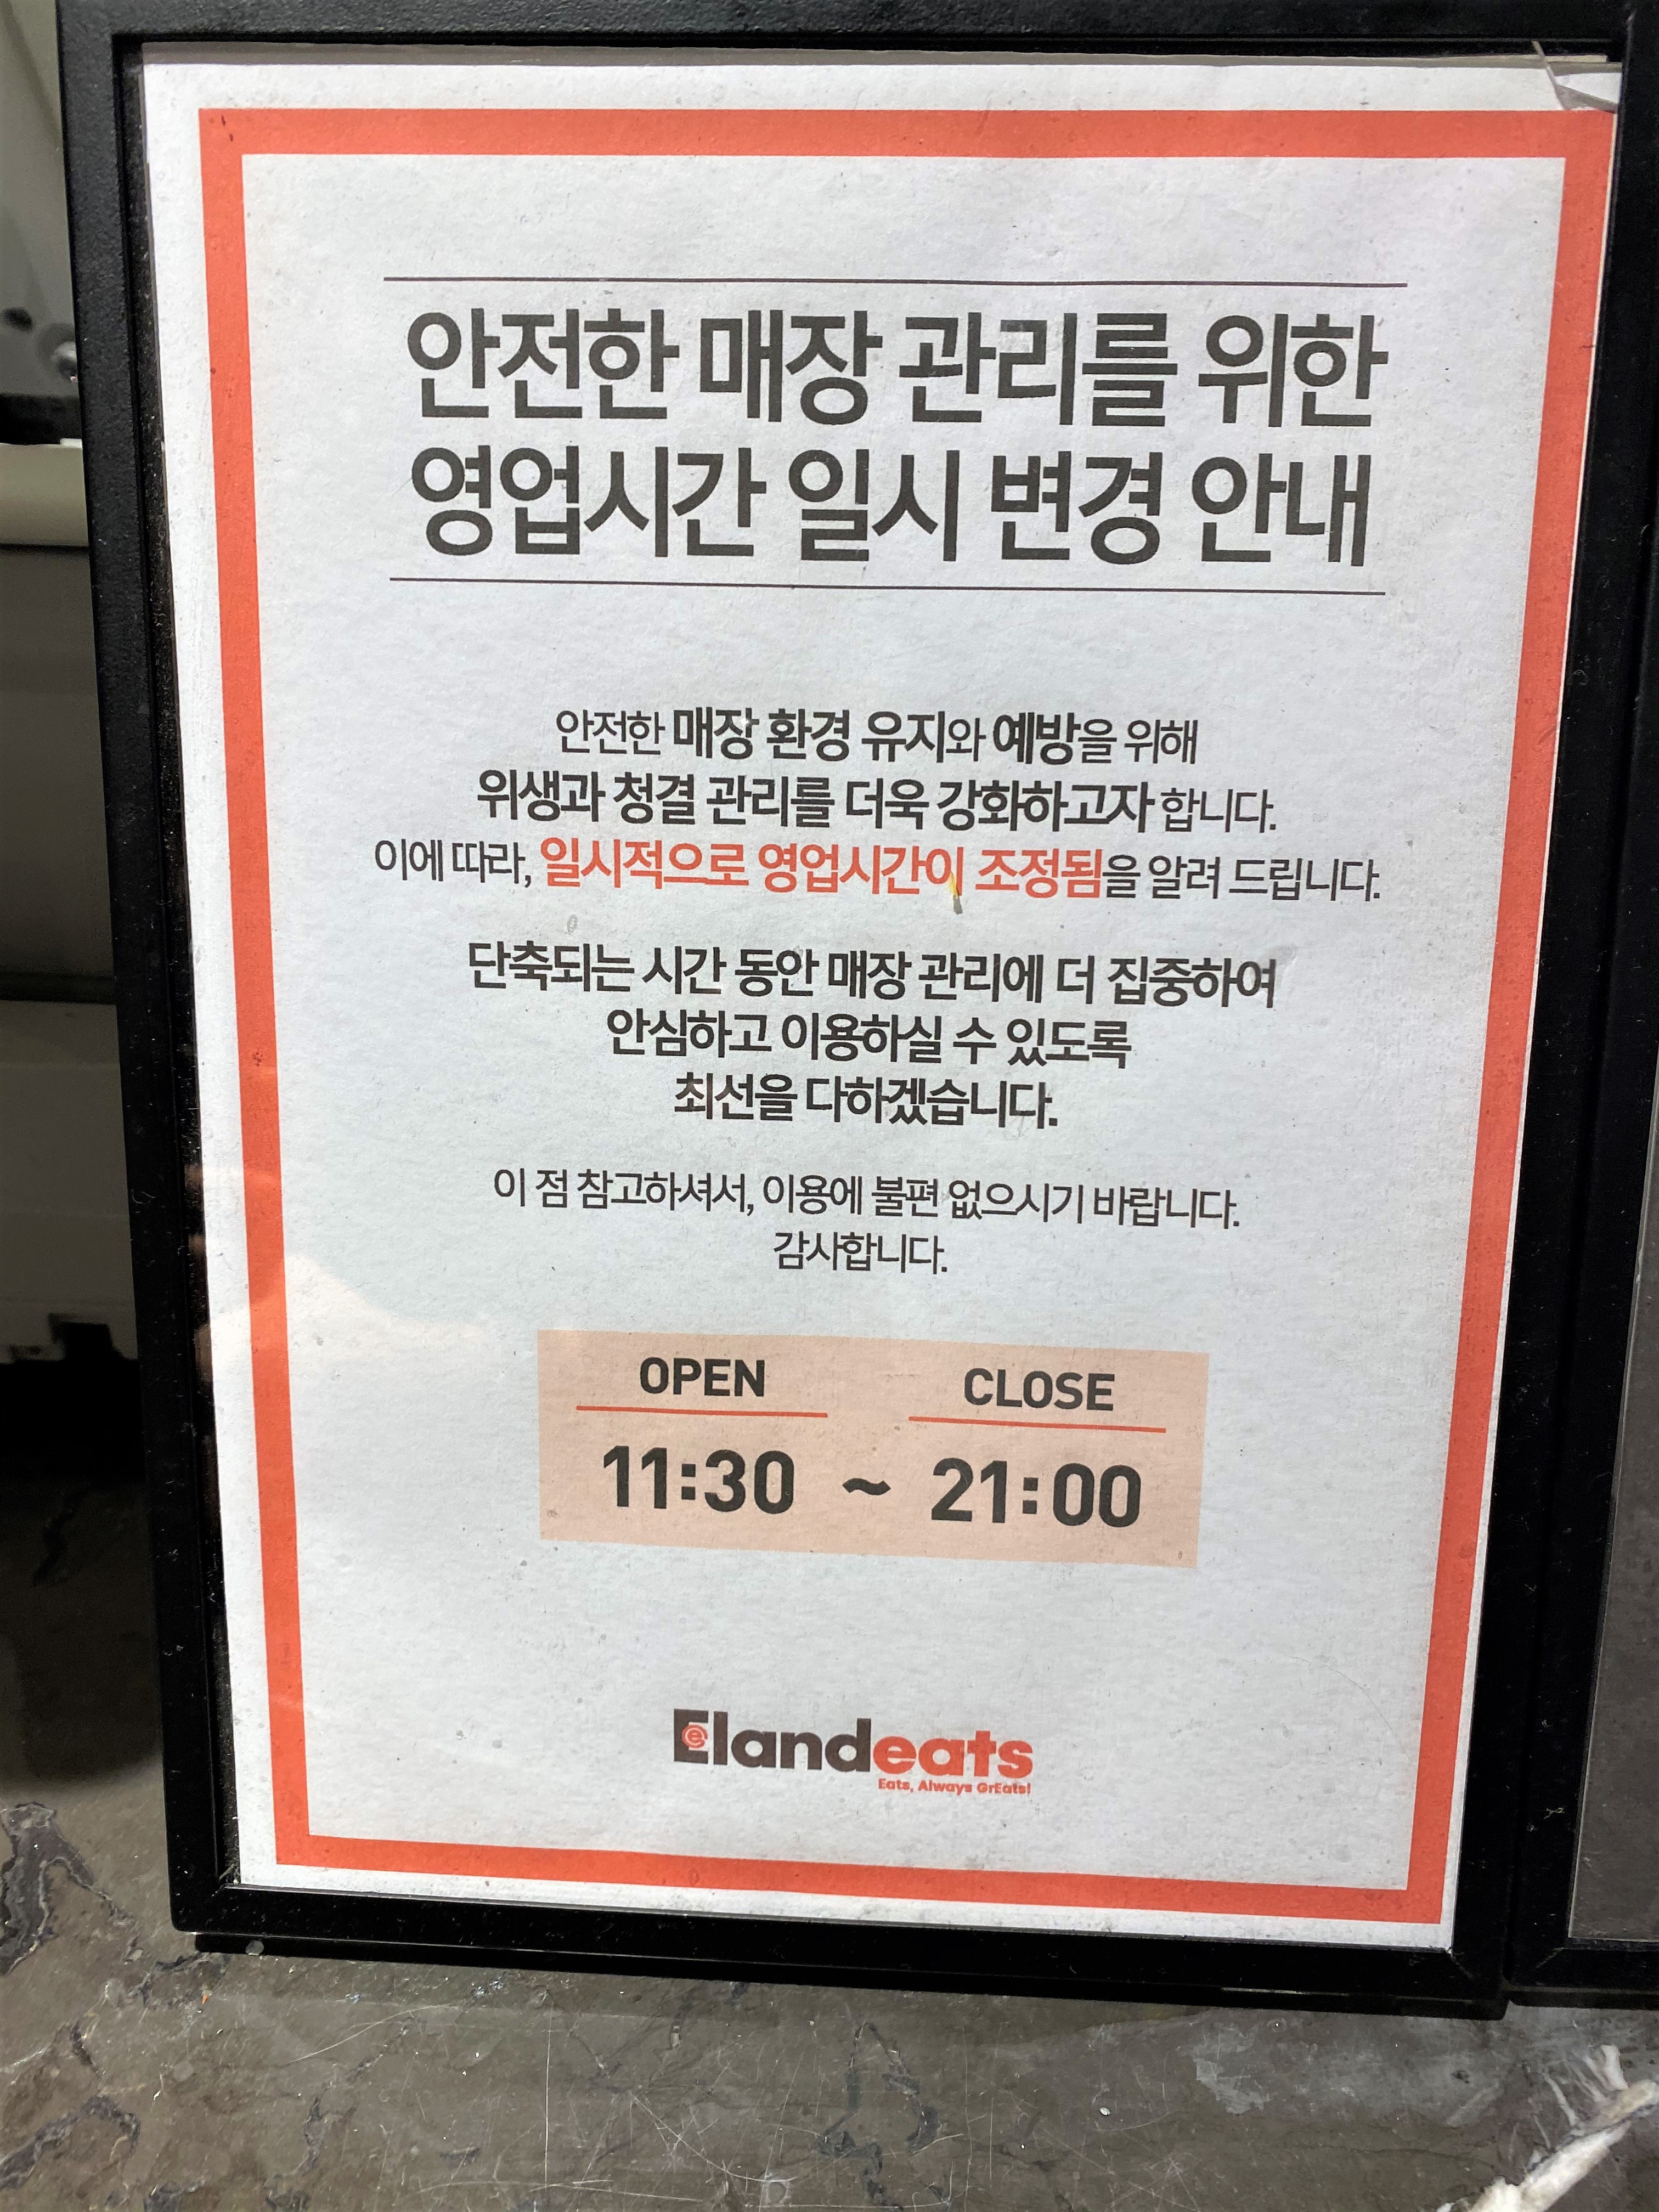 안전한 매장 관리를 위한
영업시간 일시 변경 안내
안전한 매장 환경 유지와 예방을 위해
위생과 청결 관리를 더욱 강화하고자 합니다.
이에 따라, 일시적으로 영업시간이 조정됨을 알려 드립니다.
단축되는 시간 동안 매장 관리에 더 집중하여
안심하고 이용하실 수 있도록
최선을 다하겠습니다.
이 점 참고하셔서, 이용에 불편 없으시기 바랍니다.
감사합니다.
OPEN CLOSE
11:30 ~ 21:00
Elandeats
Eats, Always GrEats!